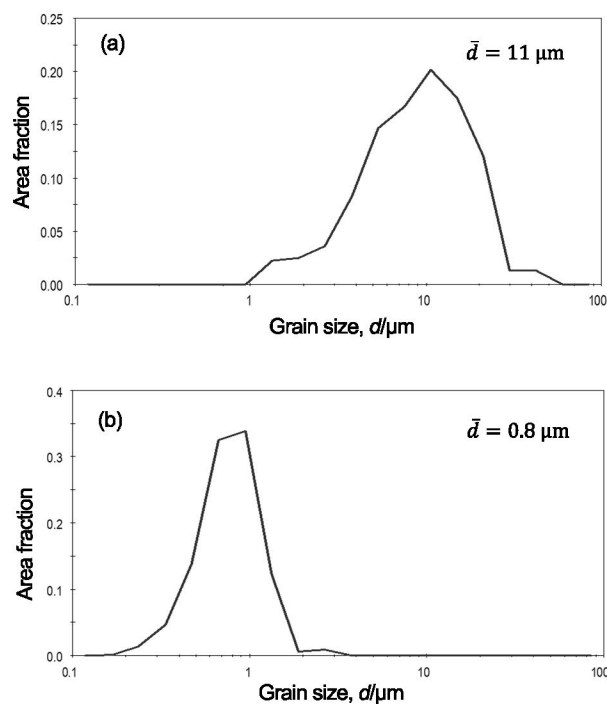 (a)
d̄ = 11 μm
Area fraction
0.25
0.20
0.15
0.10
0.05
0.00
0.1
1
10
100
Grain size, d/μm
(b)
d̄ = 0.8 μm
Area fraction
0.4
0.3
0.2
0.1
0.0
0.1
1
10
100
Grain size, d/μm